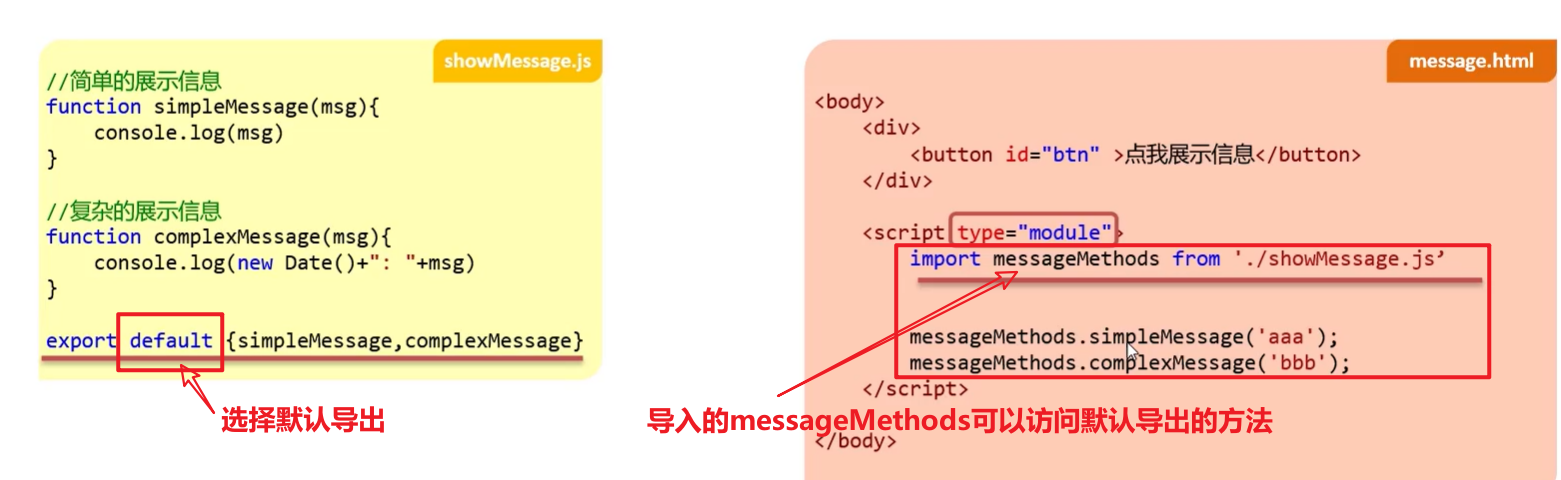 showMessage.js
//简单的展示信息
function simpleMessage(msg){
    console.log(msg)
}
//复杂的展示信息
function complexMessage(msg){
    console.log(new Date()+": "+msg)
}
export default {simpleMessage,complexMessage}
选择默认导出
message.html
<body>
    <div>
        <button id="btn" >点我展示信息</button>
    </div>
    <script type="module">
        import messageMethods from './showMessage.js’
        messageMethods.simpleMessage('aaa');
        messageMethods.complexMessage('bbb');
    </script>
导入的messageMethods可以访问默认导出的方法
</body>